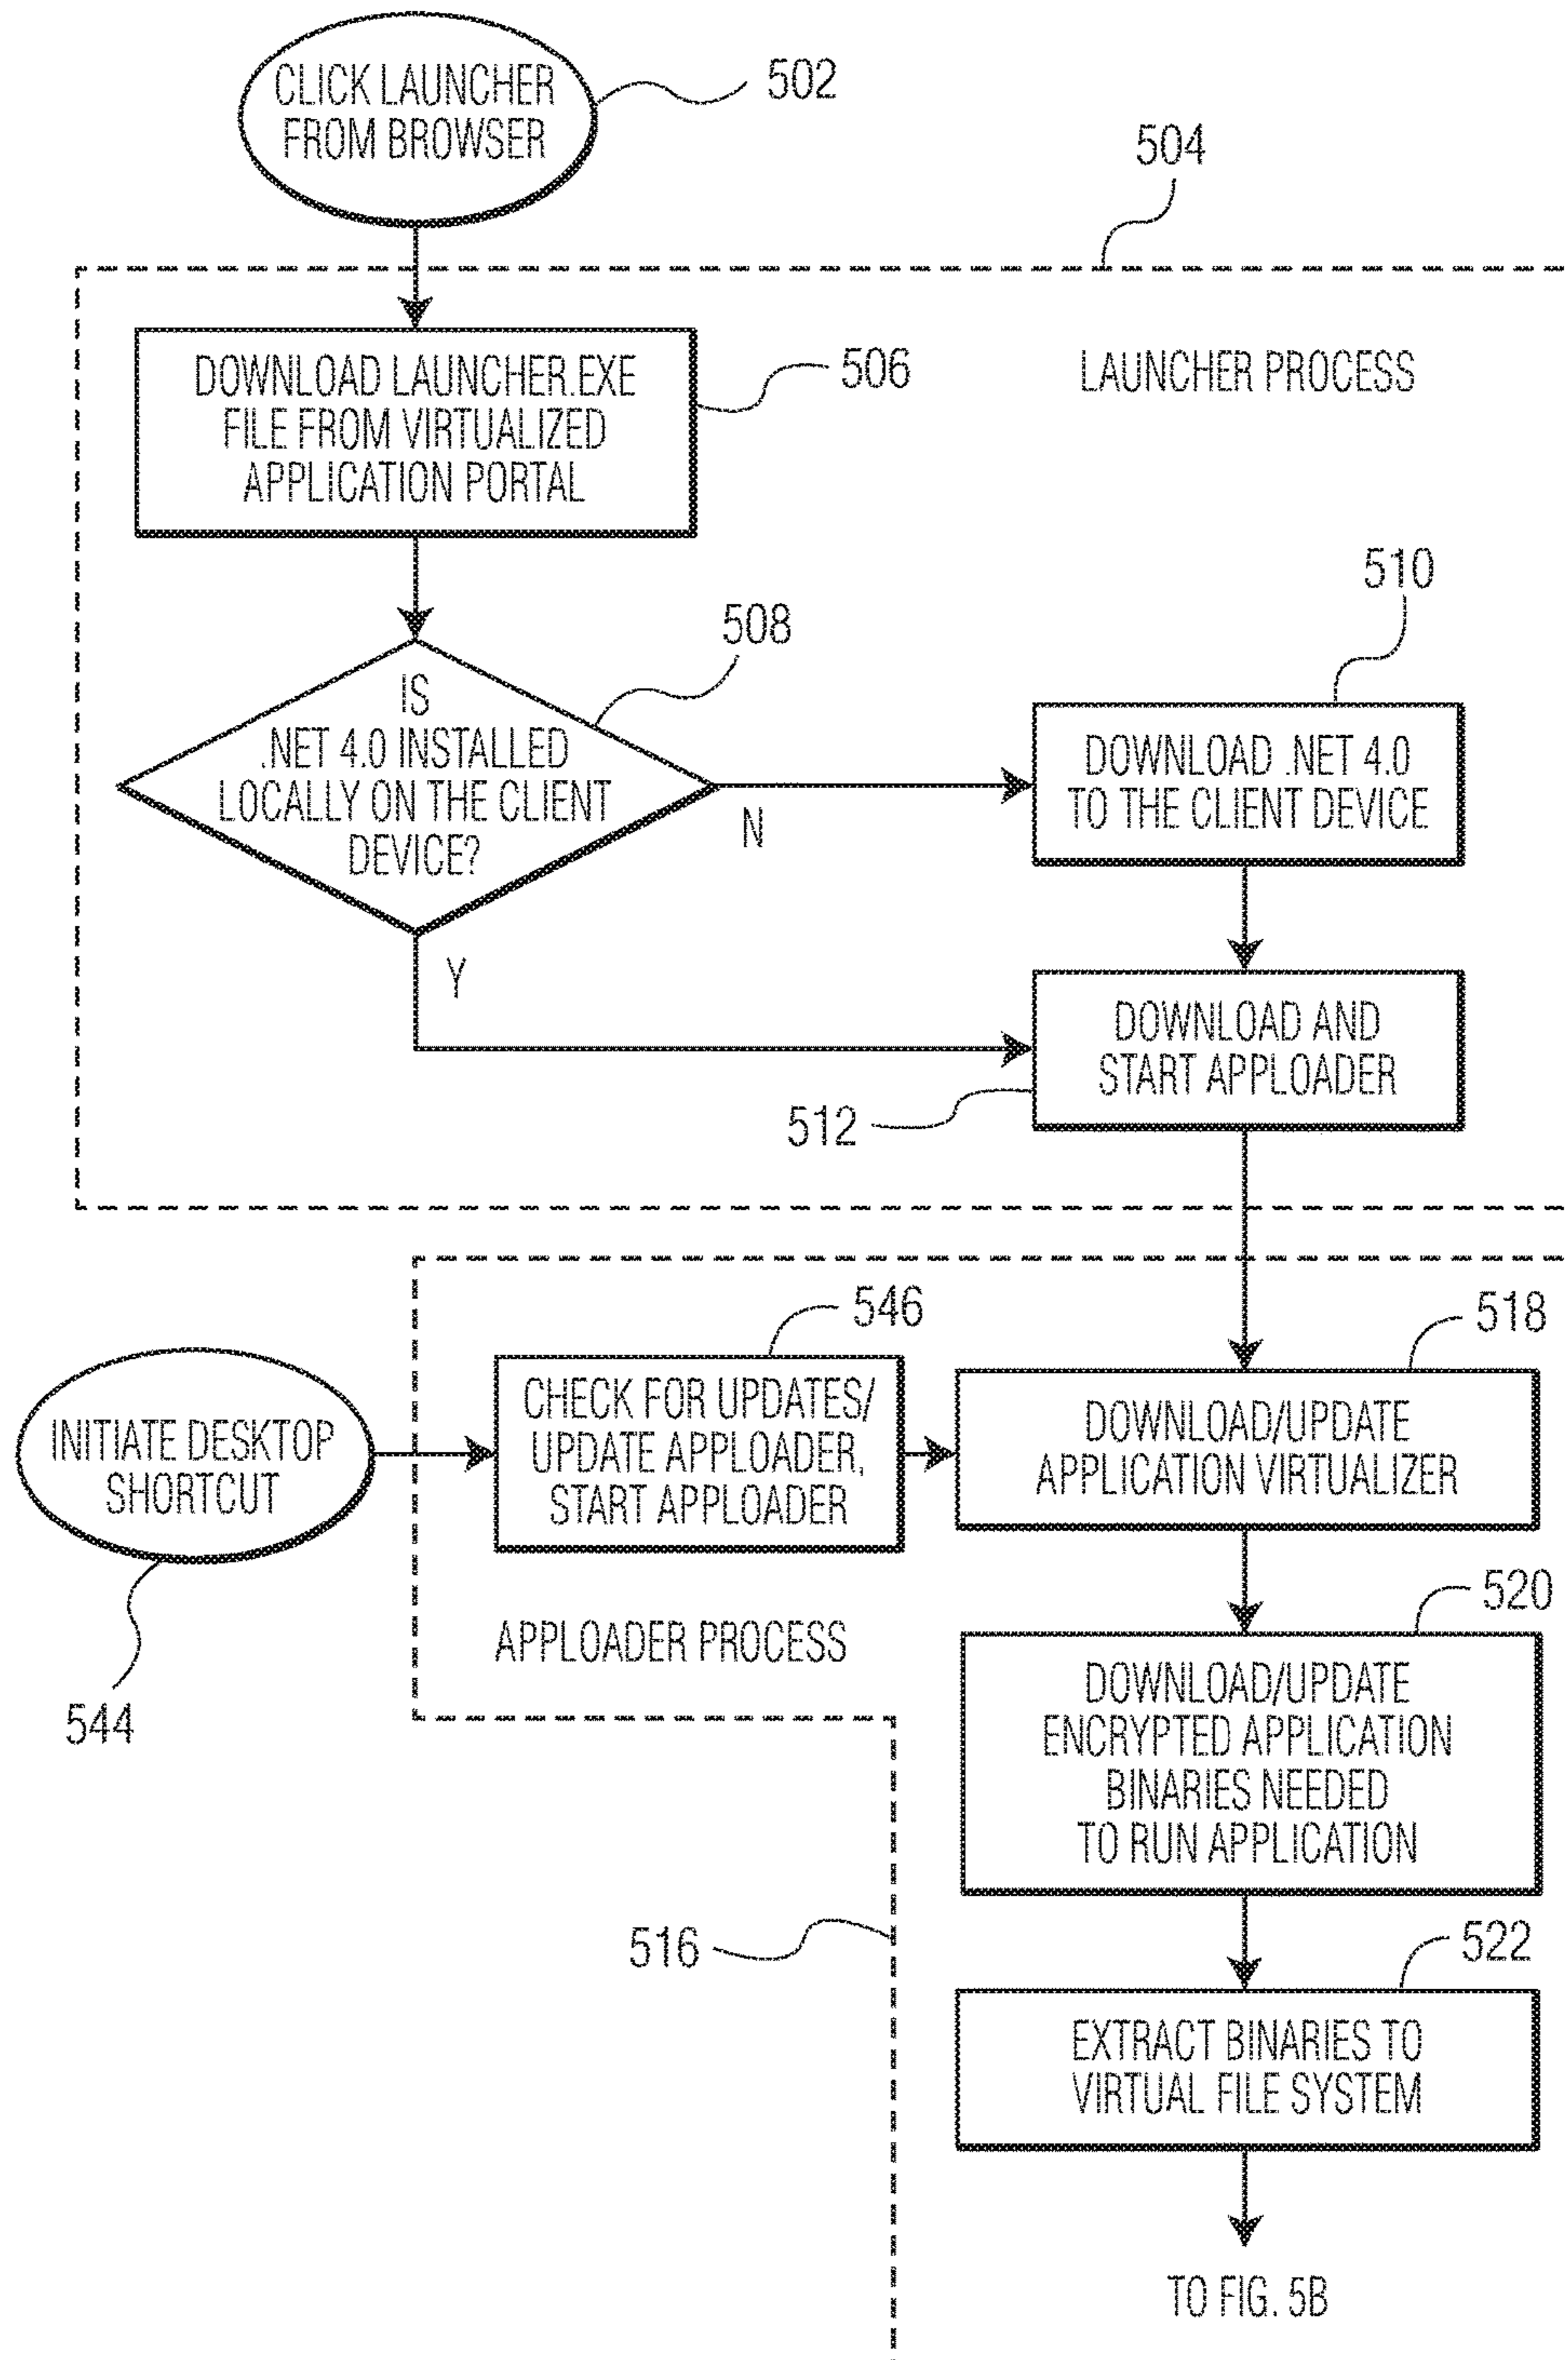 CLICK LAUNCHER
FROM BROWSER
502
504
DOWNLOAD LAUNCHER.EXE
FILE FROM VIRTUALIZED
APPLICATION PORTAL
506
LAUNCHER PROCESS
508
IS
.NET 4.0 INSTALLED
LOCALLY ON THE CLIENT
DEVICE?
N
Y
510
DOWNLOAD .NET 4.0
TO THE CLIENT DEVICE
DOWNLOAD AND
START APPLOADER
512
546
518
INITIATE DESKTOP
SHORTCUT
544
CHECK FOR UPDATES/
UPDATE APPLOADER,
START APPLOADER
DOWNLOAD/UPDATE
APPLICATION VIRTUALIZER
APPLOADER PROCESS
520
DOWNLOAD/UPDATE
ENCRYPTED APPLICATION
BINARIES NEEDED
TO RUN APPLICATION
516
522
EXTRACT BINARIES TO
VIRTUAL FILE SYSTEM
TO FIG. 5B